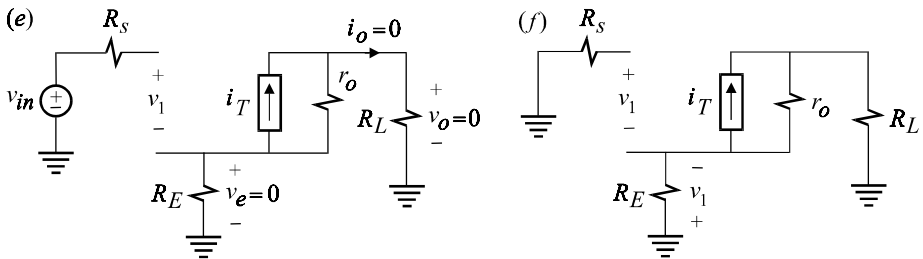 (e)
R_S
i_o=0
v_in
+
−
+
v_1
−
i_T
r_o
R_L
+
v_o=0
−
R_E
+
v_e=0
−
(f)
R_S
+
v_1
−
i_T
r_o
R_L
R_E
−
v_1
+